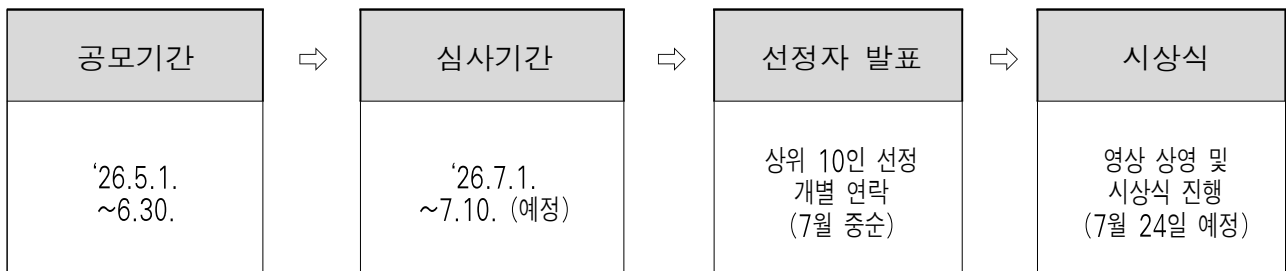 공모기간 ⇨ 심사기간 ⇨ 선정자 발표 ⇨ 시상식
‘26.5.1.
~6.30.
‘26.7.1.
~7.10. (예정)
상위 10인 선정
개별 연락
(7월 중순)
영상 상영 및
시상식 진행
(7월 24일 예정)